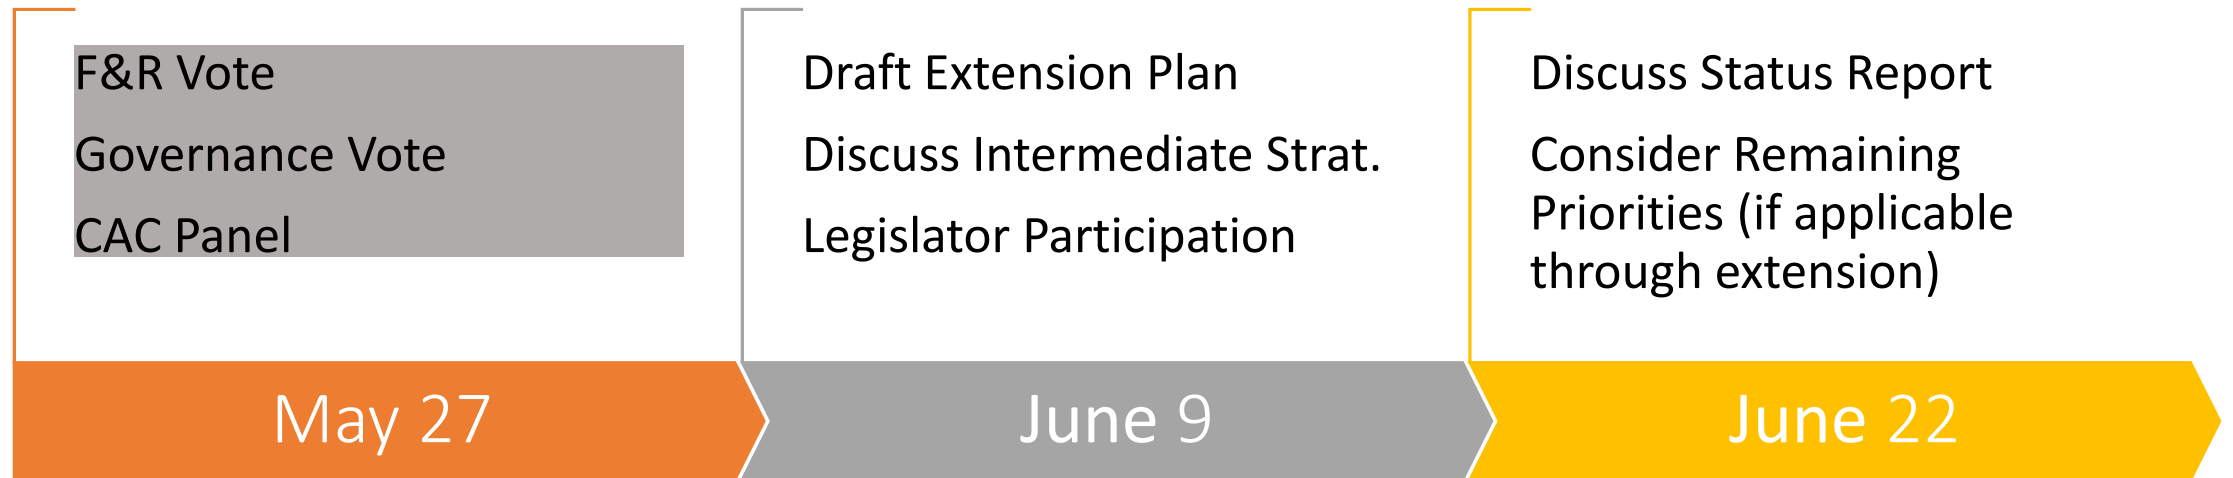 F&R Vote
Governance Vote
CAC Panel
May 27
Draft Extension Plan
Discuss Intermediate Strat.
Legislator Participation
June 9
Discuss Status Report
Consider Remaining
Priorities (if applicable
through extension)
June 22